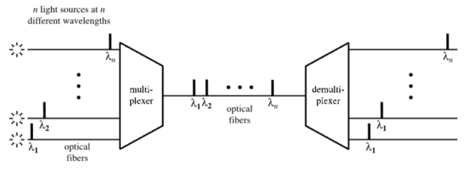 n light sources at n
different wavelengths
λn
λn
multi-
plexer
demulti-
plexer
λ1 λ2
λn
optical
fibers
λ2
λ1
λ1
optical
fibers
λ1